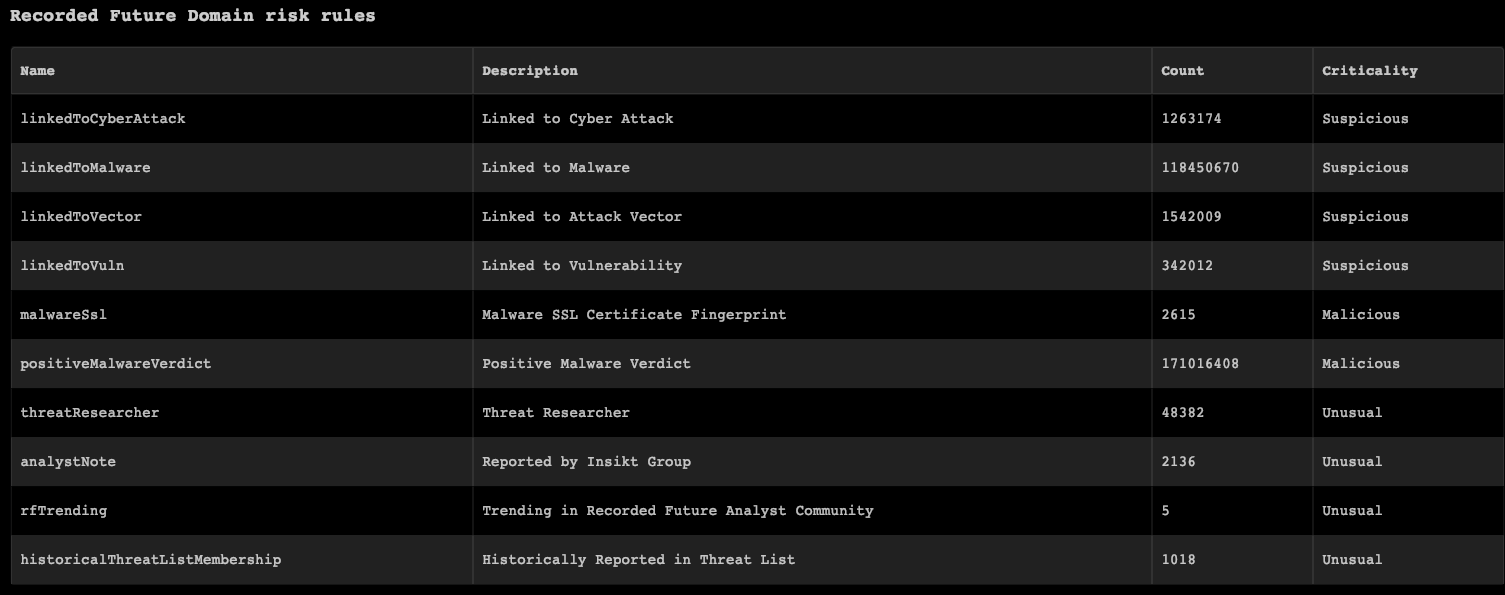 Recorded Future Domain risk rules
Name Description Count Criticality
linkedToCyberAttack Linked to Cyber Attack 1263174 Suspicious
linkedToMalware Linked to Malware 118450670 Suspicious
linkedToVector Linked to Attack Vector 1542009 Suspicious
linkedToVuln Linked to Vulnerability 342012 Suspicious
malwareSsl Malware SSL Certificate Fingerprint 2615 Malicious
positiveMalwareVerdict Positive Malware Verdict 171016408 Malicious
threatResearcher Threat Researcher 48382 Unusual
analystNote Reported by Insikt Group 2136 Unusual
rfTrending Trending in Recorded Future Analyst Community 5 Unusual
historicalThreatListMembership Historically Reported in Threat List 1018 Unusual